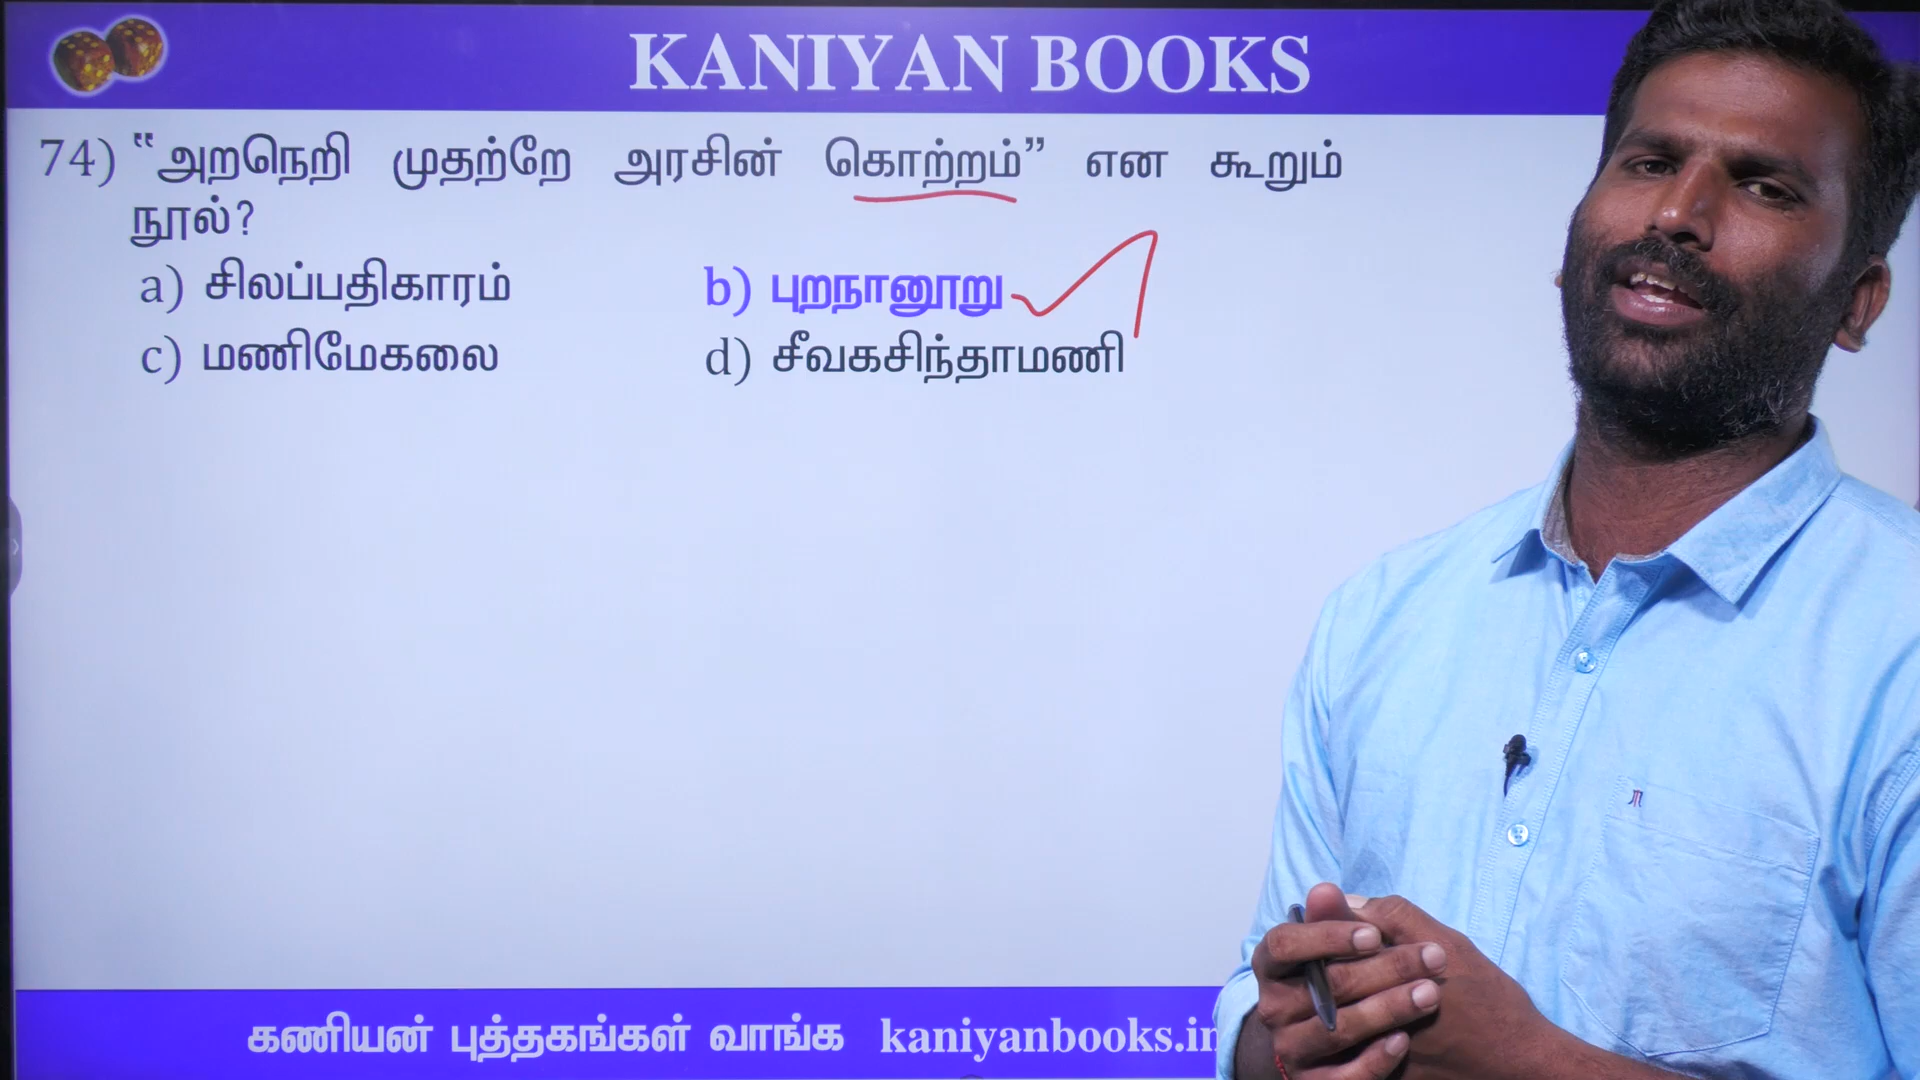 KANIYAN BOOKS
74) "அறநெறி முதற்றே அரசின் கொற்றம்" என கூறும்
நூல்?
a) சிலப்பதிகாரம் b) புறநானூறு
c) மணிமேகலை d) சீவகசிந்தாமணி
கணியன் புத்தகங்கள் வாங்க kaniyanbooks.in